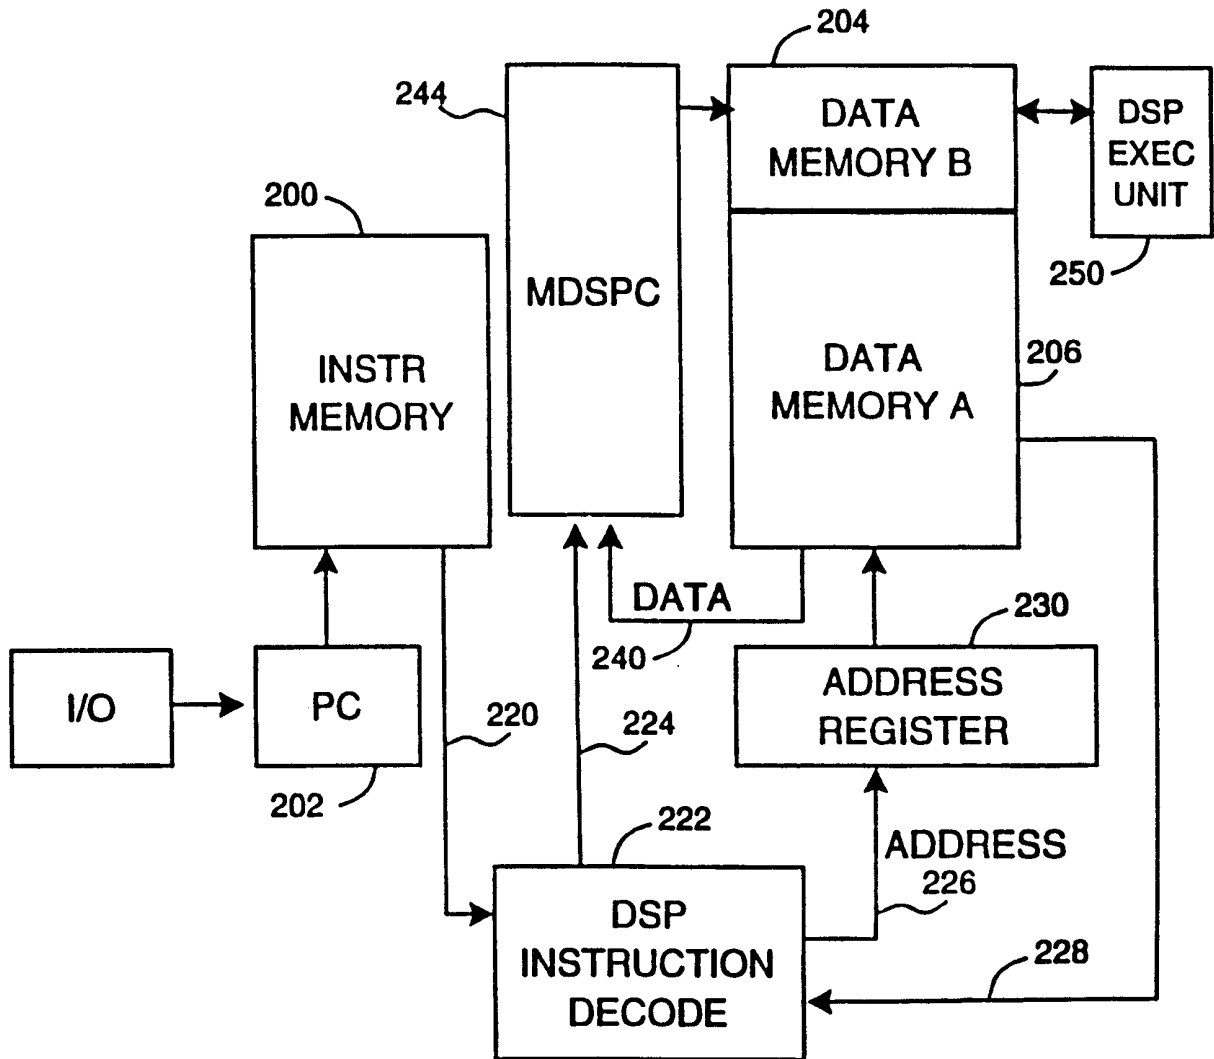 204
244
DATA
MEMORY B
DSP
EXEC
UNIT
200
250
MDSPC
INSTR
MEMORY
DATA
MEMORY A
206
DATA
240
230
I/O
PC
220
224
ADDRESS
REGISTER
202
222
ADDRESS
226
DSP
INSTRUCTION
DECODE
228